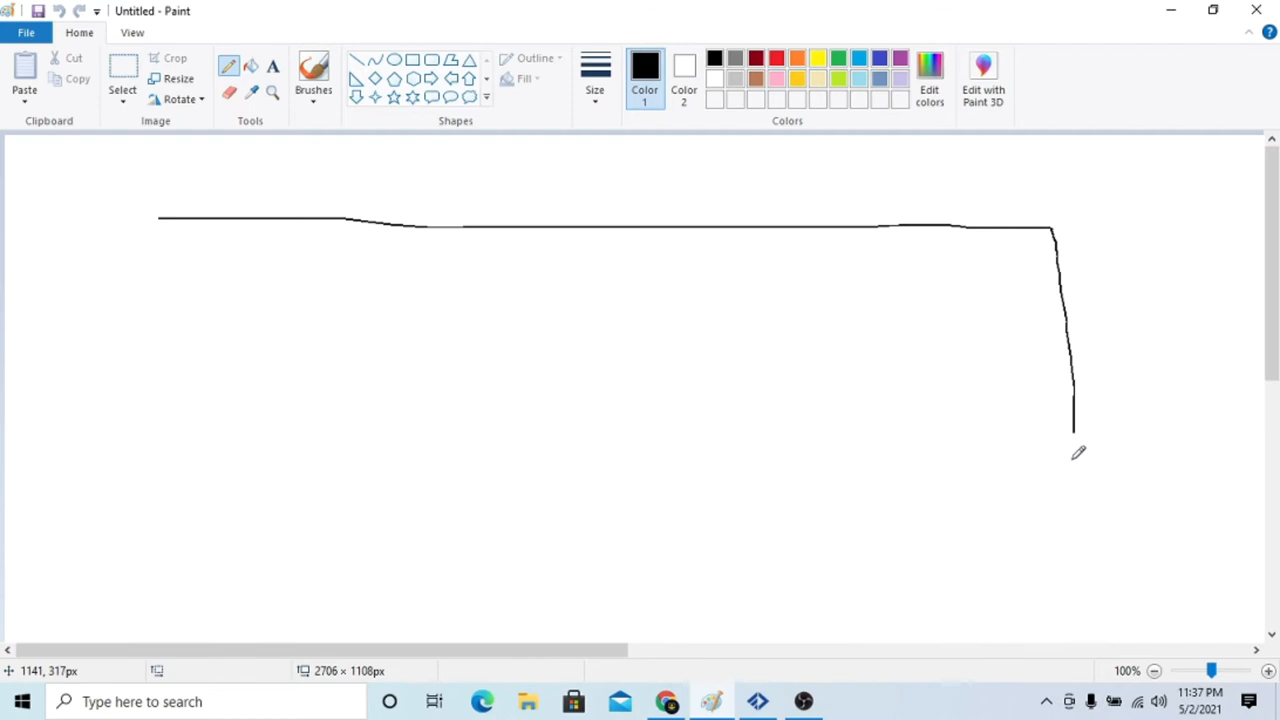 Untitled - Paint
File Home View
Paste
Cut
Copy
Clipboard
Select
Crop
Resize
Rotate
Image
A
Tools
Brushes
Outline
Fill
Shapes
Size
Color 1
Color 2
Edit colors
Colors
Edit with Paint 3D
1141, 317px
2706 × 1108px
100%
Type here to search
11:37 PM
5/2/2021